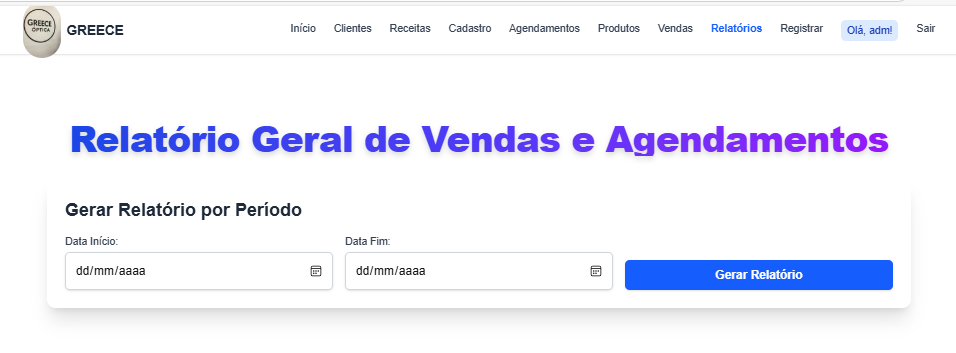 GREECE
ÓPTICA
GREECE
Início Clientes Receitas Cadastro Agendamentos Produtos Vendas Relatórios Registrar Olá, adm! Sair
Relatório Geral de Vendas e Agendamentos
Gerar Relatório por Período
Data Início: Data Fim:
dd/mm/aaaa dd/mm/aaaa Gerar Relatório